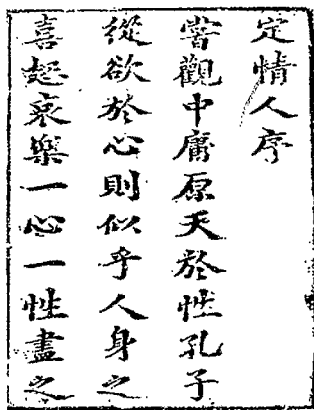 定情人序
嘗觀中庸原天於性孔子
從欲於心則似乎人身之
喜怒哀樂一心一性盡之